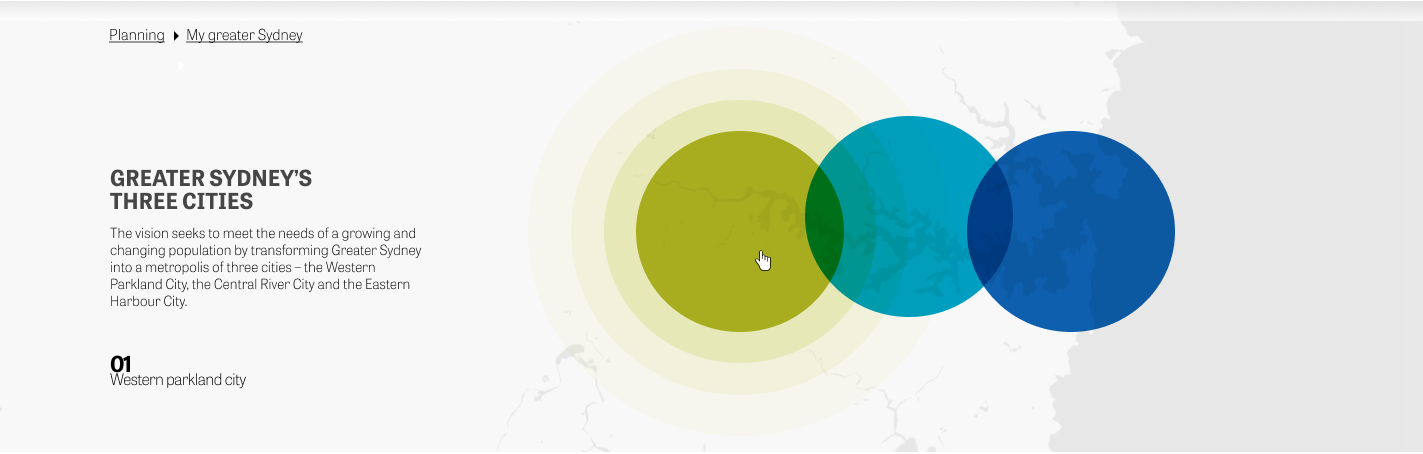 Planning ▶ My greater Sydney
GREATER SYDNEY'S
THREE CITIES
The vision seeks to meet the needs of a growing and
changing population by transforming Greater Sydney
into a metropolis of three cities – the Western
Parkland City, the Central River City and the Eastern
Harbour City.
01
Western parkland city